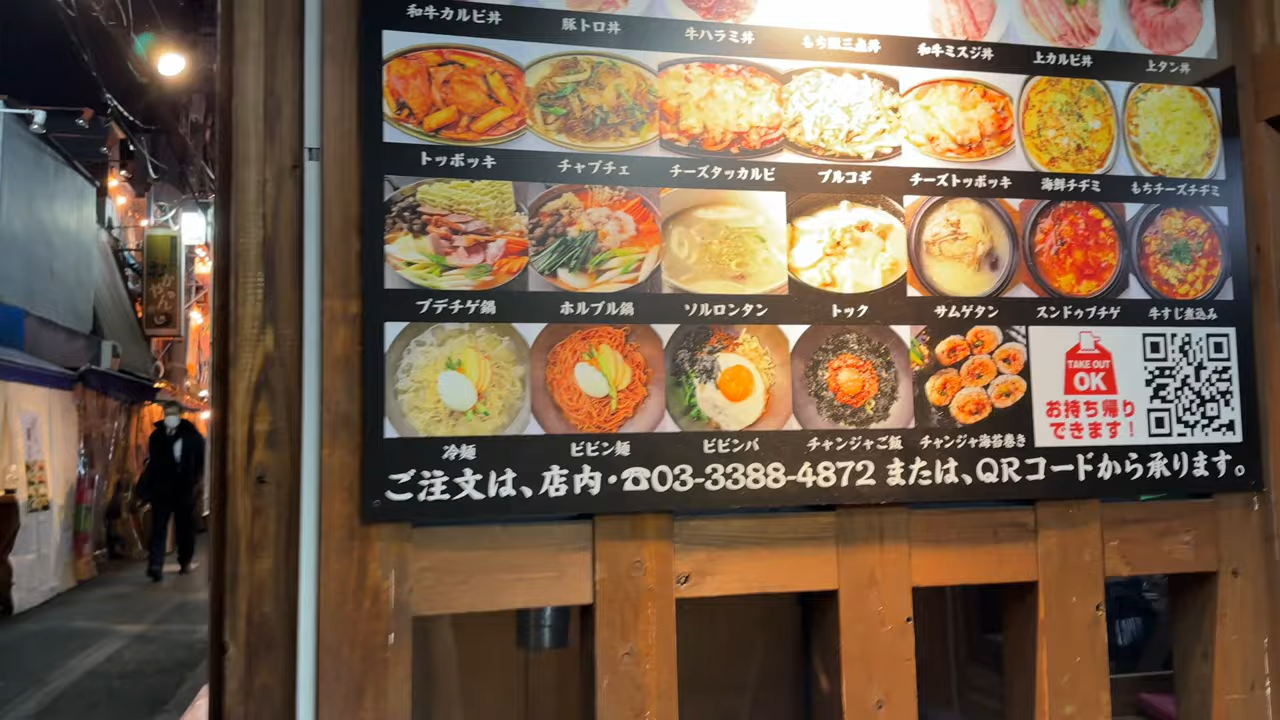 和牛カルビ丼 豚トロ丼 牛ハラミ丼 もち豚三点丼 和牛ミスジ丼 上カルビ丼 上タン丼
トッポッキ チャプチェ チーズタッカルビ プルコギ チーズトッポッキ 海鮮チヂミ もちチーズチヂミ
プデチゲ鍋 ホルプル鍋 ソルロンタン トック サムゲタン スンドゥブチゲ 牛すじ煮込み
TAKE OUT
OK
お持ち帰り
できます!
冷麺 ビビン麺 ビビンバ チャンジャご飯 チャンジャ海苔巻き
ご注文は、店内・☎03-3388-4872 または、QRコードから承ります。